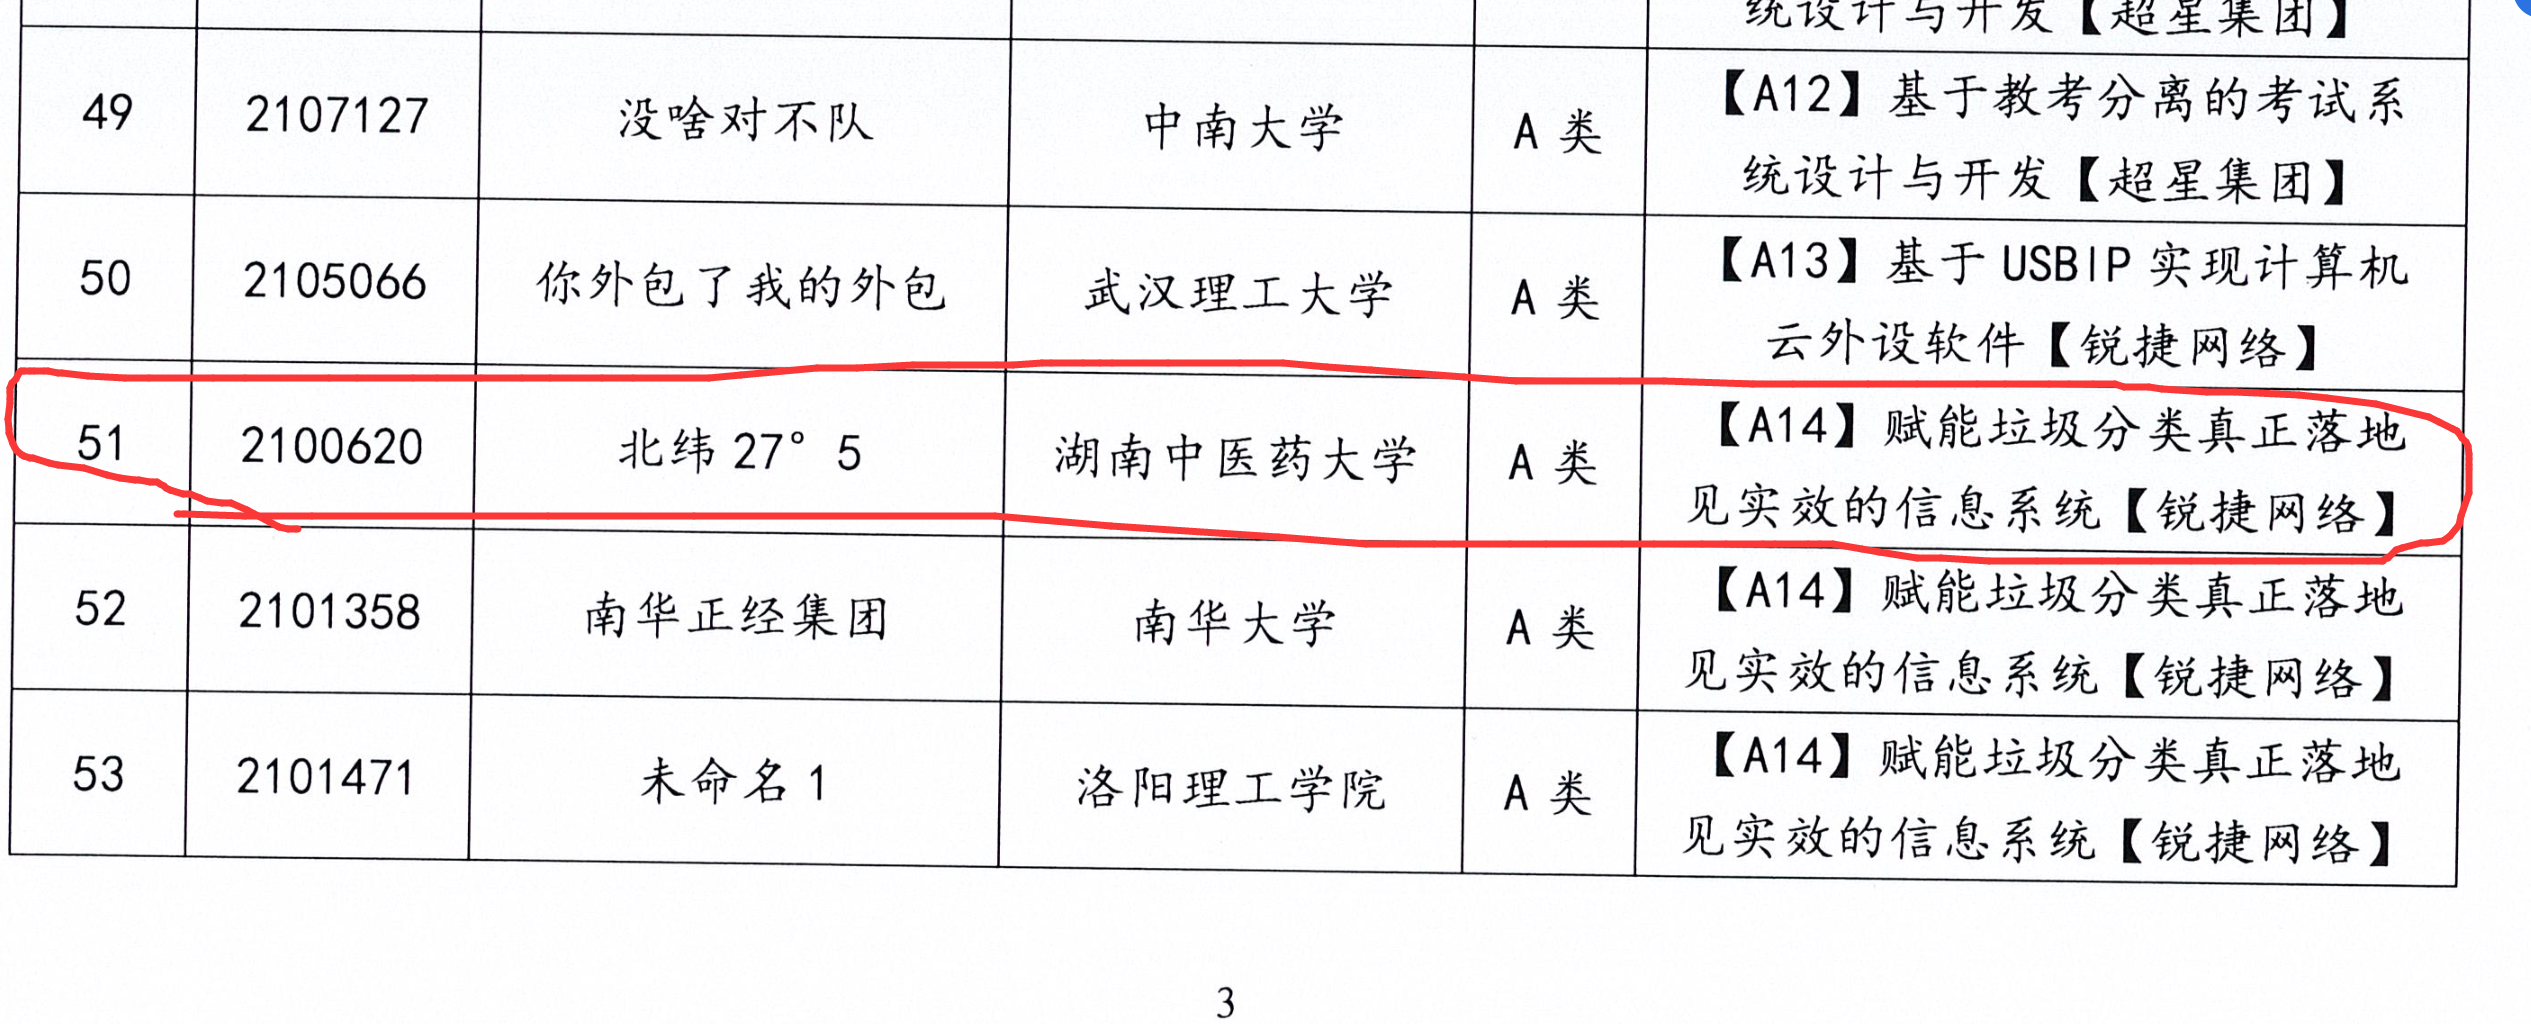 统设计与开发【超星集团】
49 2107127 没啥对不队 中南大学 A 类 【A12】基于教考分离的考试系
统设计与开发【超星集团】
50 2105066 你外包了我的外包 武汉理工大学 A 类 【A13】基于 USBIP 实现计算机
云外设软件【锐捷网络】
51 2100620 北纬 27° 5 湖南中医药大学 A 类 【A14】赋能垃圾分类真正落地
见实效的信息系统【锐捷网络】
52 2101358 南华正经集团 南华大学 A 类 【A14】赋能垃圾分类真正落地
见实效的信息系统【锐捷网络】
53 2101471 未命名 1 洛阳理工学院 A 类 【A14】赋能垃圾分类真正落地
见实效的信息系统【锐捷网络】
3